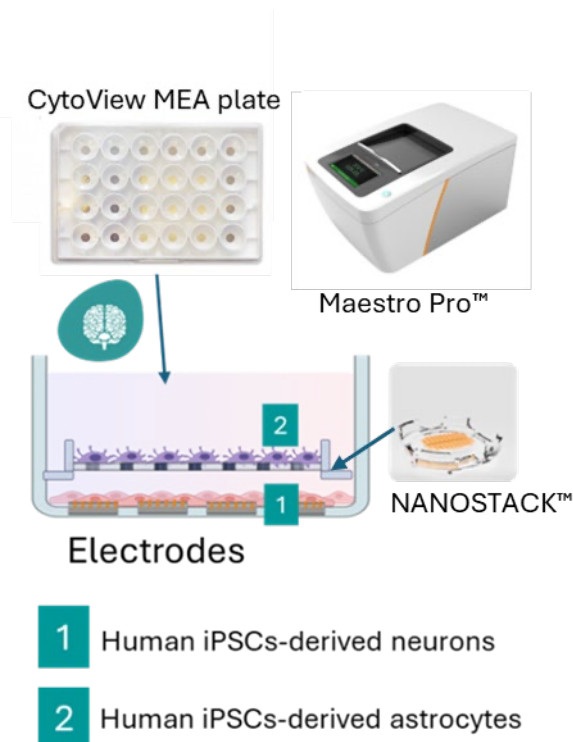 CytoView MEA plate
Maestro Pro™
2
1
NANOSTACK™
Electrodes
1 Human iPSCs-derived neurons
2 Human iPSCs-derived astrocytes